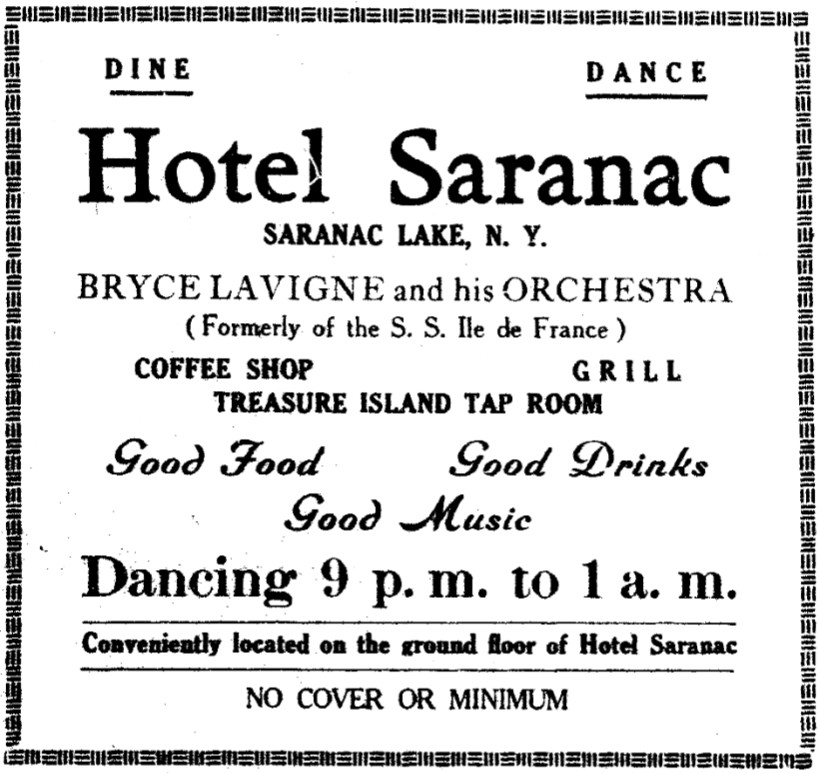 DINE DANCE
Hotel Saranac
SARANAC LAKE, N. Y.
BRYCE LAVIGNE and his ORCHESTRA
(Formerly of the S. S. Ile de France)
COFFEE SHOP GRILL
TREASURE ISLAND TAP ROOM
Good Food Good Drinks
Good Music
Dancing 9 p. m. to 1 a. m.
Conveniently located on the ground floor of Hotel Saranac
NO COVER OR MINIMUM